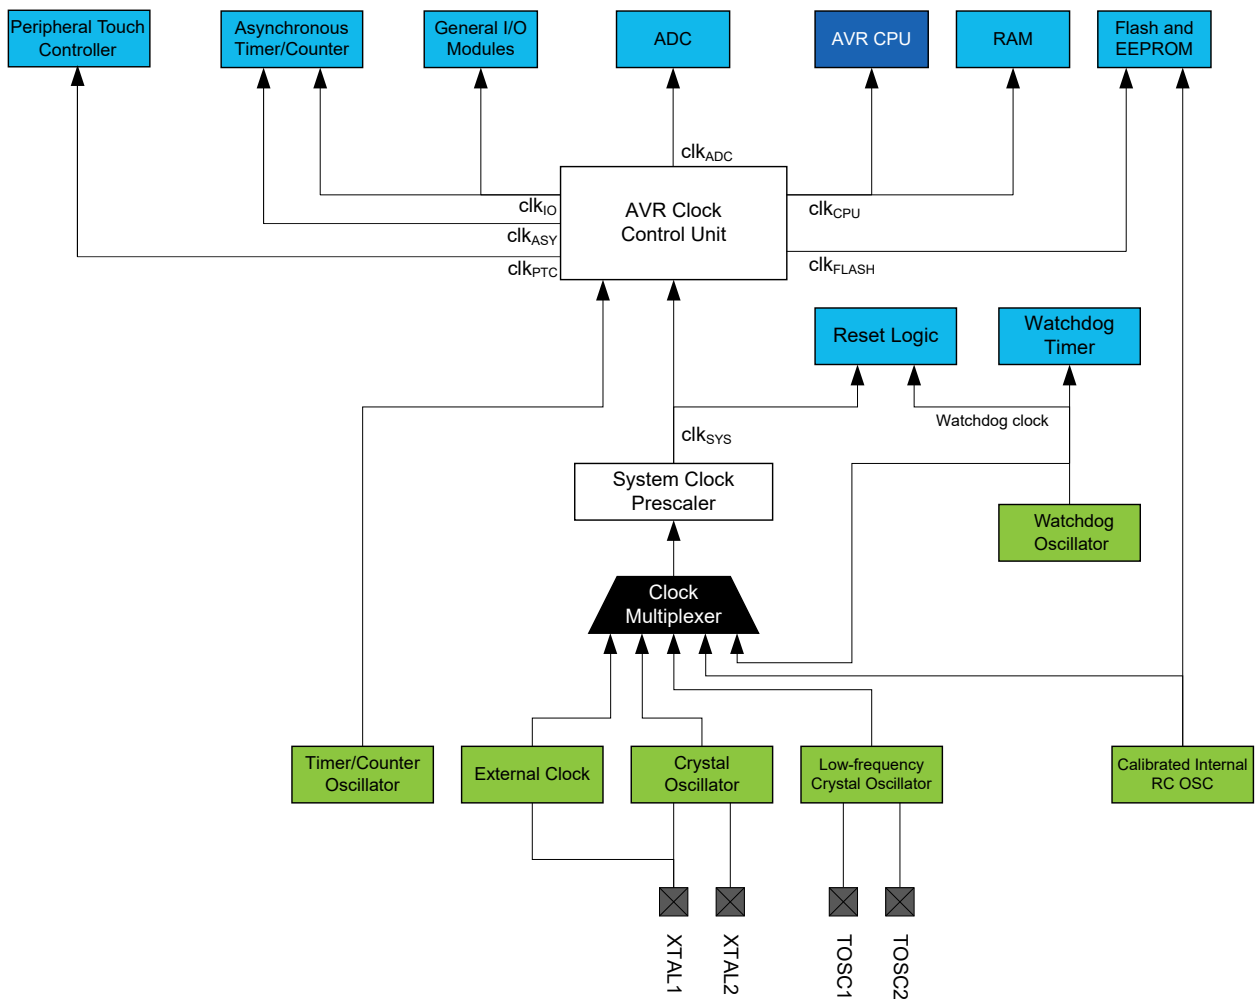 Peripheral Touch
Controller
Asynchronous
Timer/Counter
General I/O
Modules
ADC
AVR CPU
RAM
Flash and
EEPROM
clkADC
AVR Clock
Control Unit
clkIO
clkASY
clkPTC
clkCPU
clkFLASH
Reset Logic
Watchdog
Timer
Watchdog clock
clkSYS
System Clock
Prescaler
Watchdog
Oscillator
Clock
Multiplexer
Timer/Counter
Oscillator
External Clock
Crystal
Oscillator
Low-frequency
Crystal Oscillator
Calibrated Internal
RC OSC
XTAL1
XTAL2
TOSC1
TOSC2